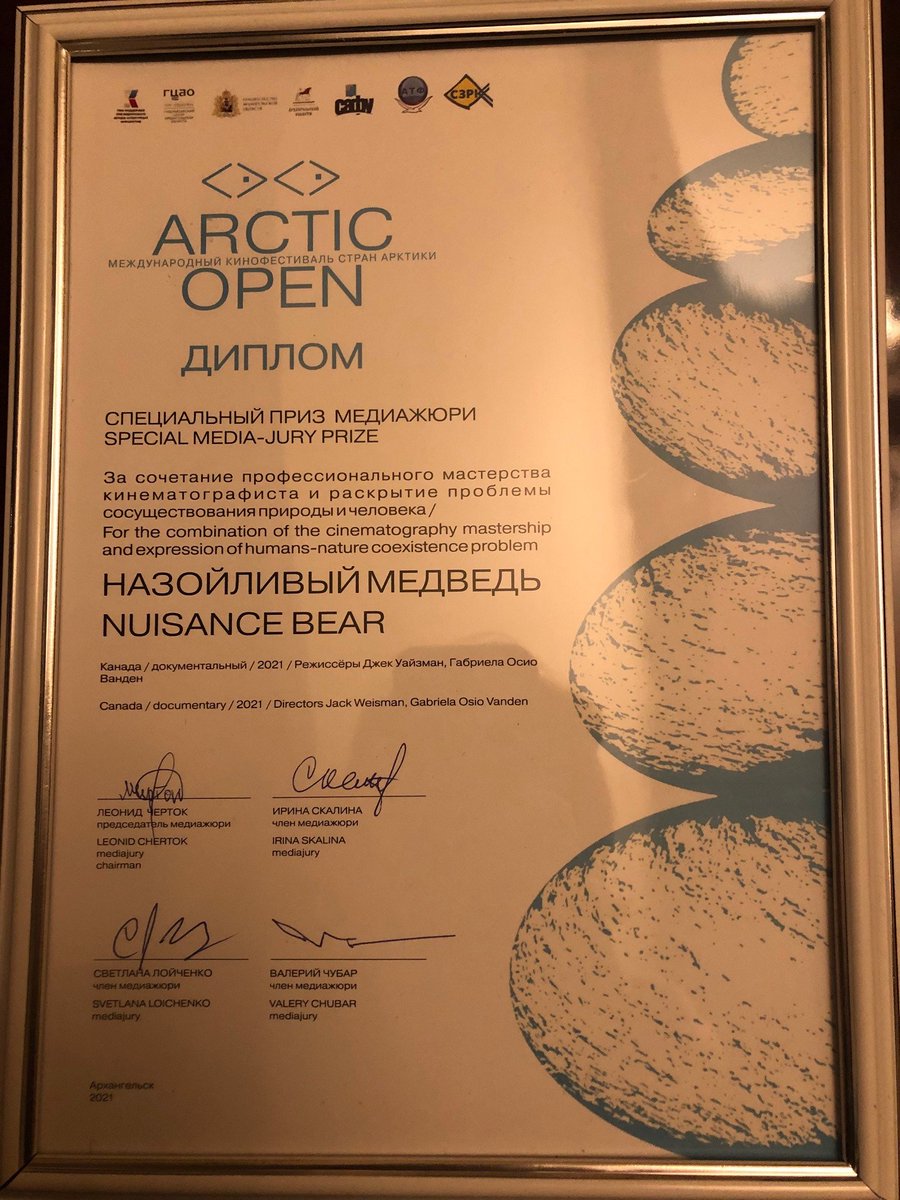 ГЦАО
сафу
АТФ
СЗРК
ARCTIC
МЕЖДУНАРОДНЫЙ КИНОФЕСТИВАЛЬ СТРАН АРКТИКИ
OPEN
ДИПЛОМ
СПЕЦИАЛЬНЫЙ ПРИЗ МЕДИАЖЮРИ
SPECIAL MEDIA-JURY PRIZE
За сочетание профессионального мастерства
кинематографиста и раскрытие проблемы
сосуществования природы и человека /
For the combination of the cinematography mastership
and expression of humans-nature coexistence problem
НАЗОЙЛИВЫЙ МЕДВЕДЬ
NUISANCE BEAR
Канада / документальный / 2021 / Режиссёры Джек Уайзман, Габриела Осио
Ванден
Canada / documentary / 2021 / Directors Jack Weisman, Gabriela Osio Vanden
ЛЕОНИД ЧЕРТОК
председатель медиажюри
LEONID CHERTOK
mediajury
chairman
ИРИНА СКАЛИНА
член медиажюри
IRINA SKALINA
mediajury
СВЕТЛАНА ЛОЙЧЕНКО
член медиажюри
SVETLANA LOICHENKO
mediajury
ВАЛЕРИЙ ЧУБАР
член медиажюри
VALERY CHUBAR
mediajury
Архангельск
2021